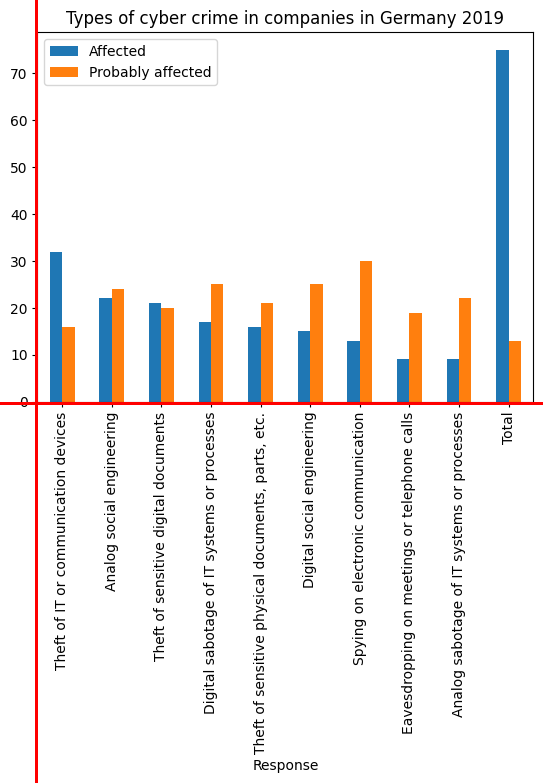 Types of cyber crime in companies in Germany 2019
Affected
Probably affected
70
60
50
40
30
20
10
0
Theft of IT or communication devices
Analog social engineering
Theft of sensitive digital documents
Digital sabotage of IT systems or processes
Theft of sensitive physical documents, parts, etc.
Digital social engineering
Spying on electronic communication
Eavesdropping on meetings or telephone calls
Analog sabotage of IT systems or processes
Total
Response